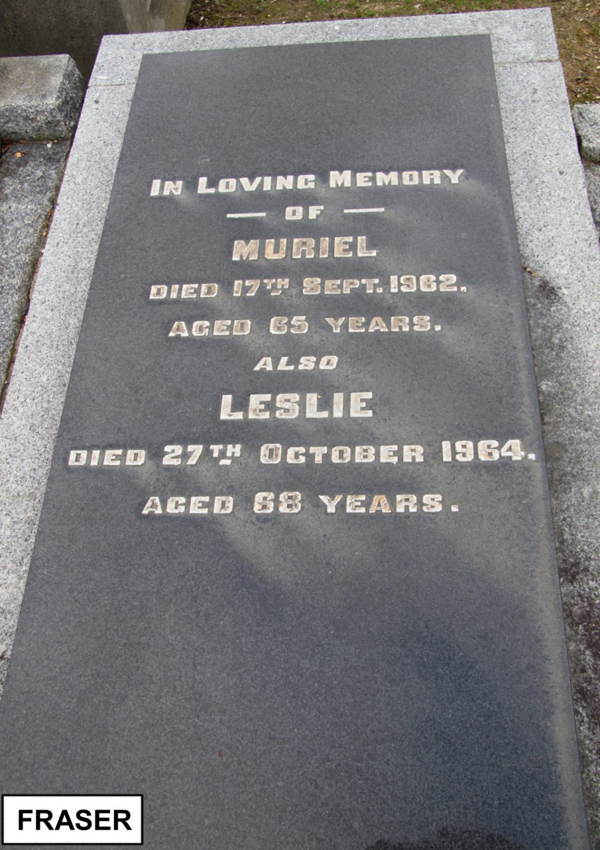 IN LOVING MEMORY
— OF —
MURIEL
DIED 17TH SEPT. 1962,
AGED 65 YEARS.
ALSO
LESLIE
DIED 27TH OCTOBER 1964.
AGED 68 YEARS.
FRASER